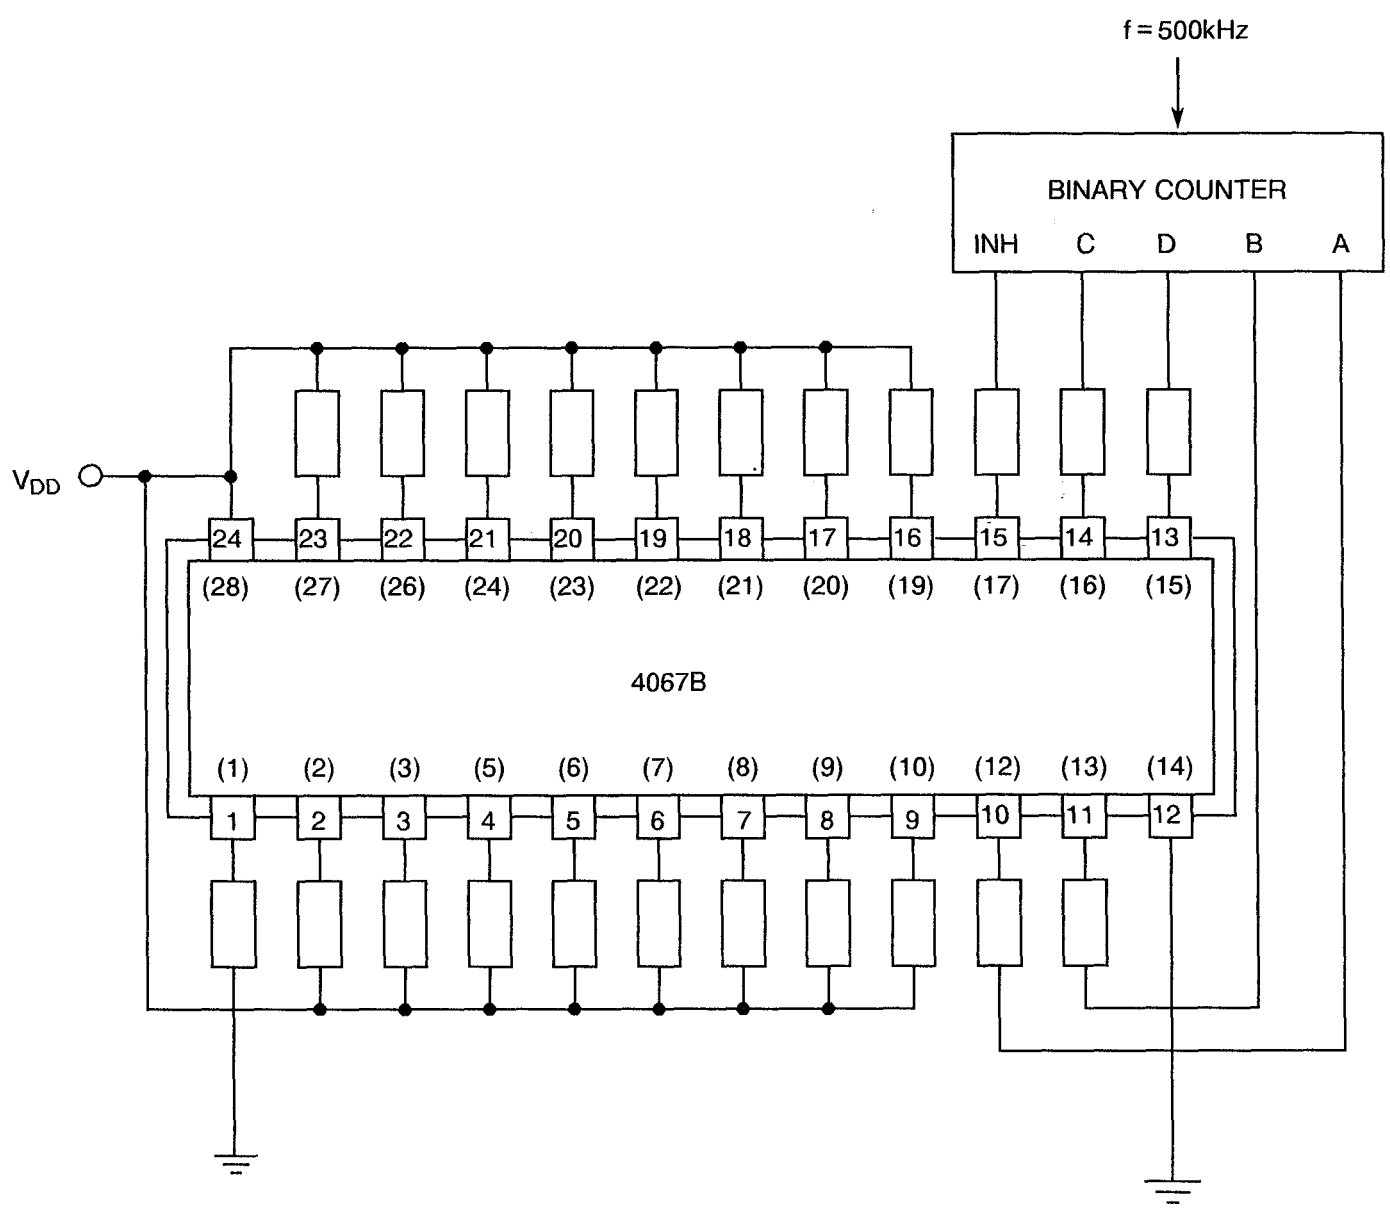 f = 500kHz
BINARY COUNTER
INH C D B A
V_DD
24 23 22 21 20 19 18 17 16 15 14 13
(28) (27) (26) (24) (23) (22) (21) (20) (19) (17) (16) (15)
4067B
(1) (2) (3) (5) (6) (7) (8) (9) (10) (12) (13) (14)
1 2 3 4 5 6 7 8 9 10 11 12